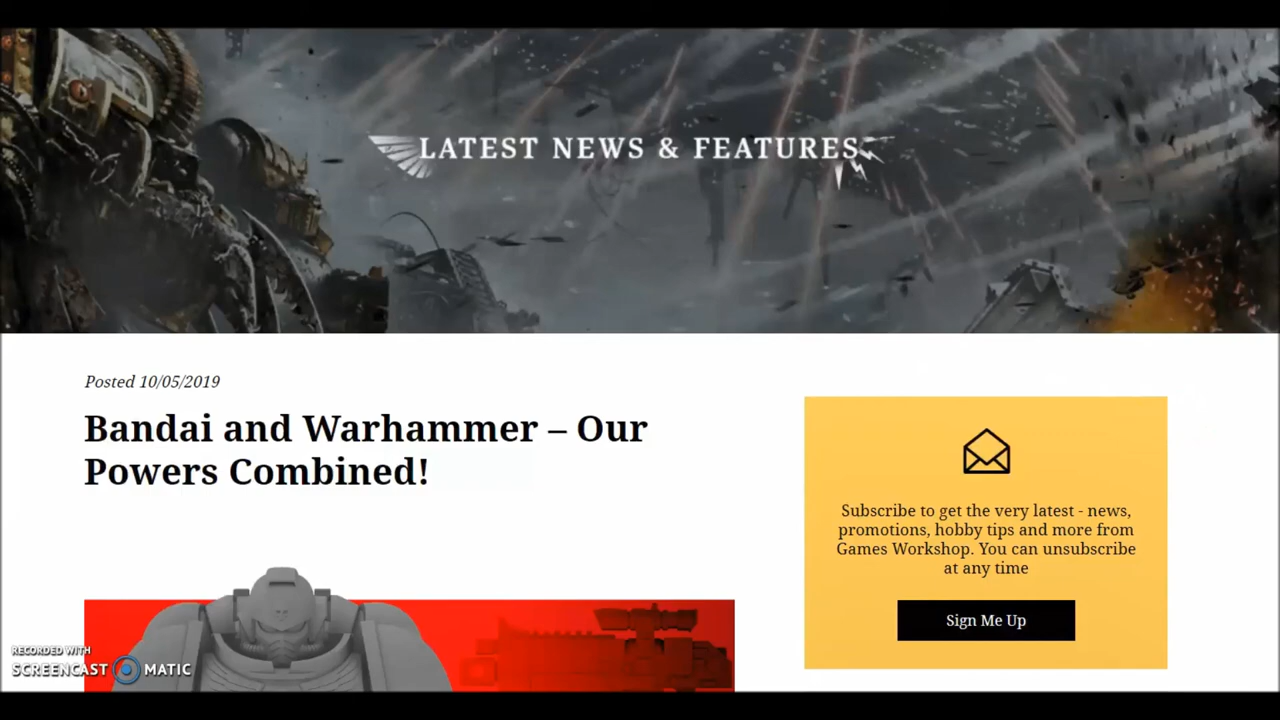 LATEST NEWS & FEATURES
Posted 10/05/2019
Bandai and Warhammer – Our
Powers Combined!
Subscribe to get the very latest - news,
promotions, hobby tips and more from
Games Workshop. You can unsubscribe
at any time
Sign Me Up
RECORDED WITH
SCREENCAST MATIC